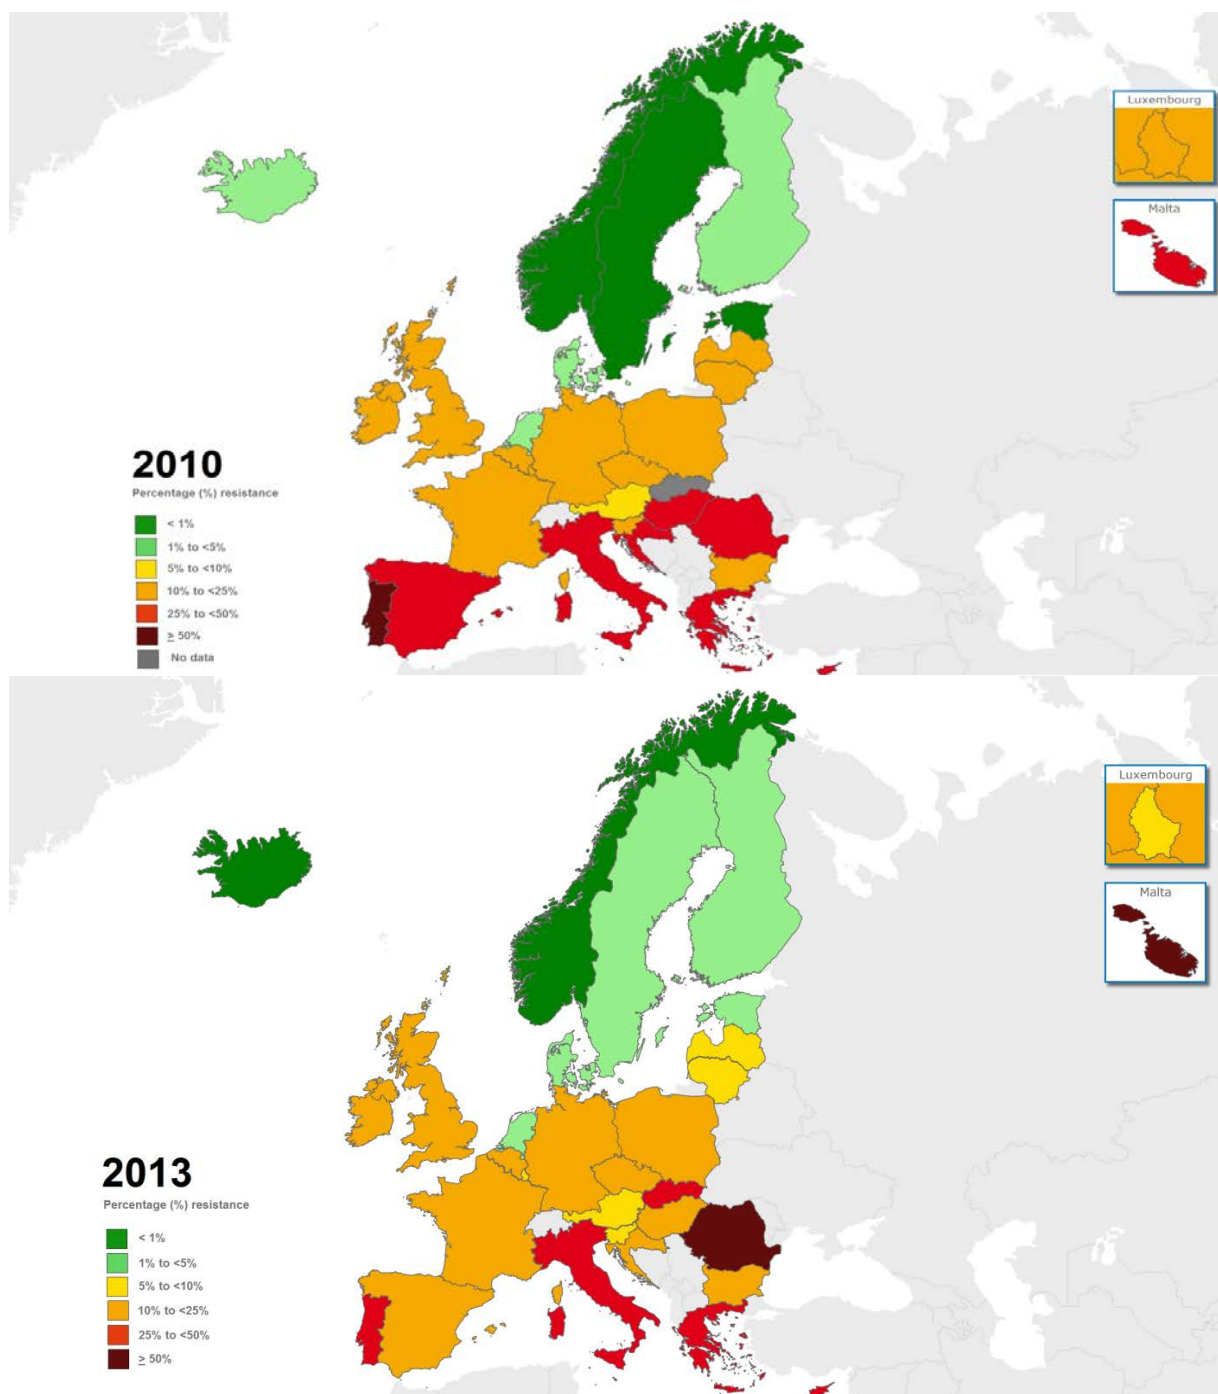 Luxembourg
Malta
2010
Percentage (%) resistance
< 1%
1% to <5%
5% to <10%
10% to <25%
25% to <50%
≥ 50%
No data
Luxembourg
Malta
2013
Percentage (%) resistance
< 1%
1% to <5%
5% to <10%
10% to <25%
25% to <50%
≥ 50%